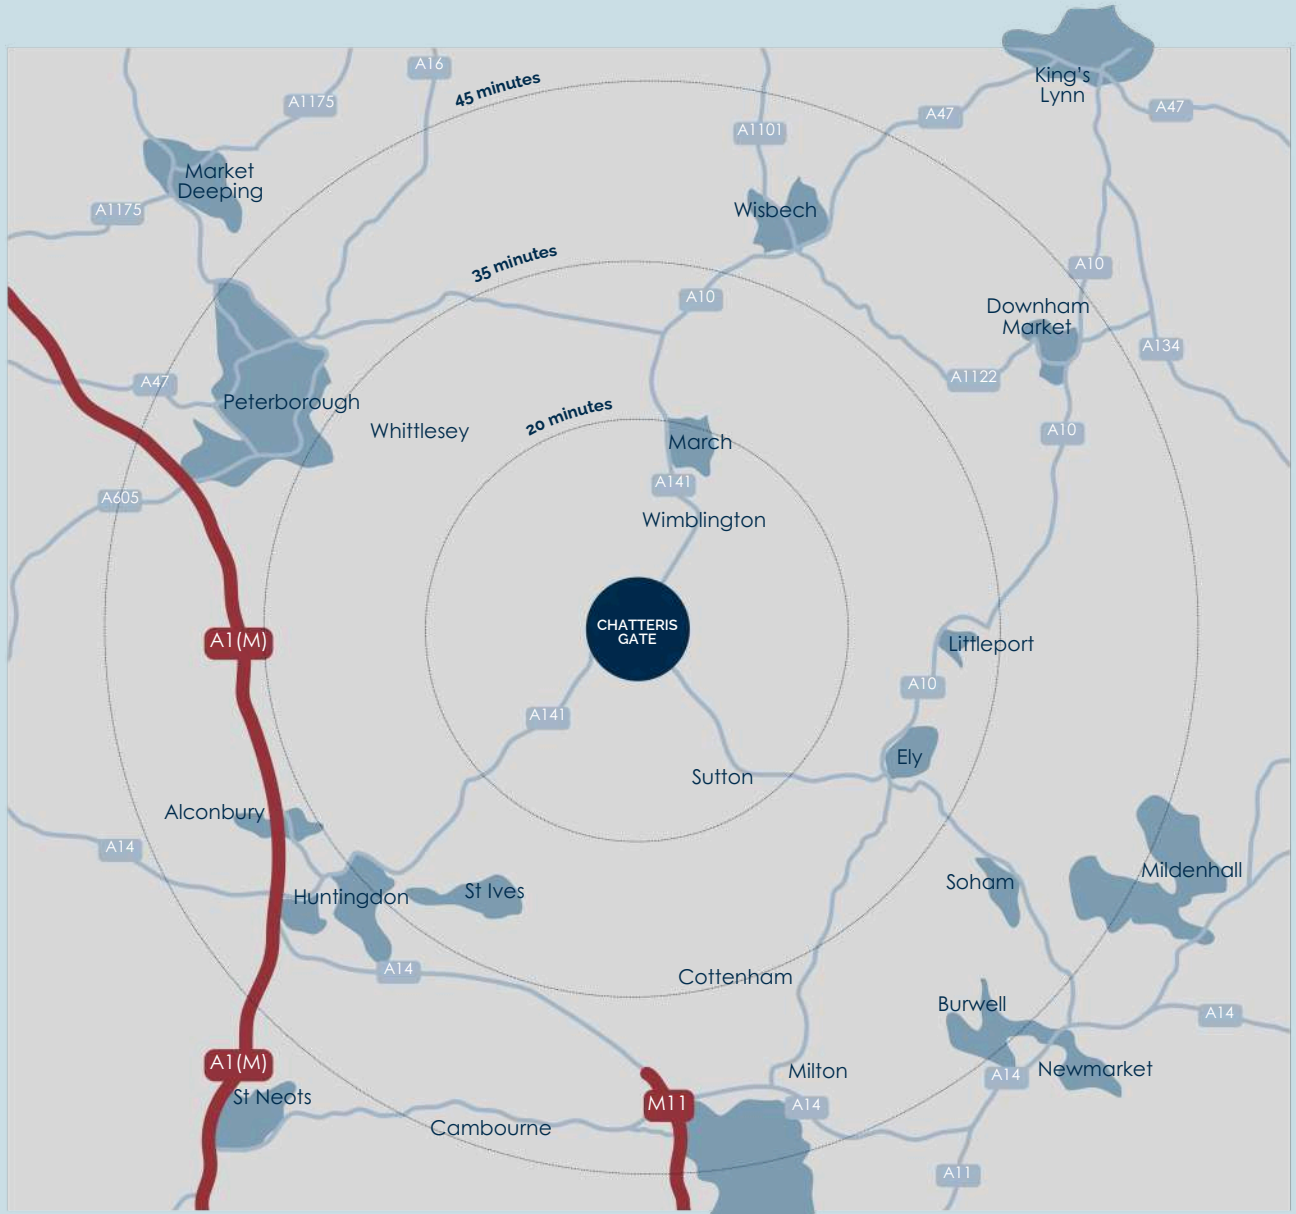 King's
Lynn
A16
45 minutes
A1175
A47
A47
A1101
Market
Deeping
A1175
Wisbech
35 minutes
A10
A10
Downham
Market
A134
A1122
A47
Peterborough
20 minutes
Whittlesey
March
A10
A141
A605
Wimblington
CHATTERIS
GATE
A1(M)
Littleport
A10
A141
Ely
Sutton
Alconbury
A14
Mildenhall
Soham
St Ives
Huntingdon
A14
Cottenham
Burwell
A14
A1(M)
Milton
Newmarket
A14
St Neots
M11
A14
Cambourne
A11